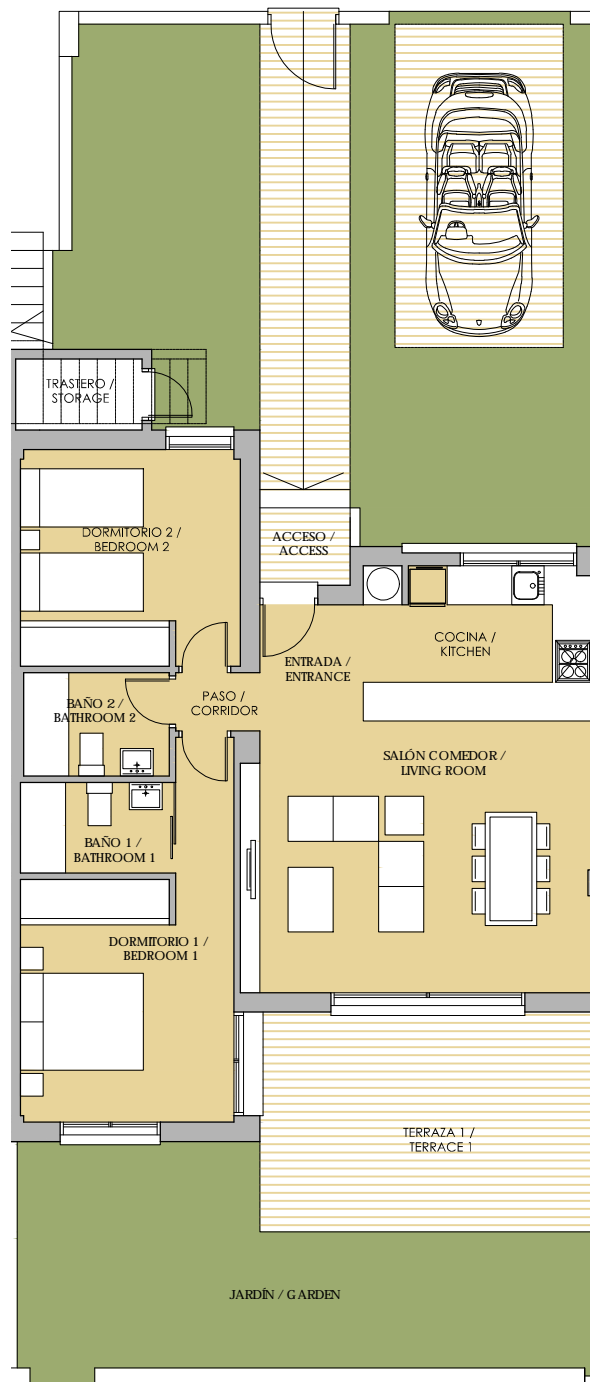 TRASTERO /
STORAGE
DORMITORIO 2 /
BEDROOM 2
ACCESO /
ACCESS
COCINA /
KITCHEN
ENTRADA /
ENTRANCE
PASO /
CORRIDOR
BAÑO 2 /
BATHROOM 2
SALÓN COMEDOR /
LIVING ROOM
BAÑO 1 /
BATHROOM 1
DORMITORIO 1 /
BEDROOM 1
TERRAZA 1 /
TERRACE 1
JARDÍN / GARDEN